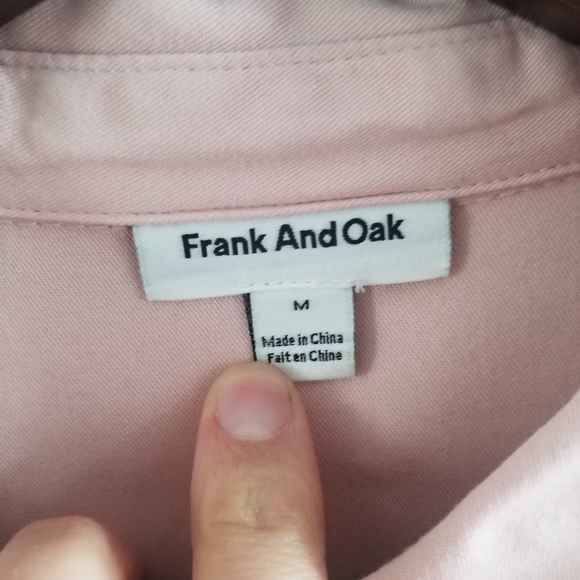 Frank And Oak
M
Made in China
Fait en Chine